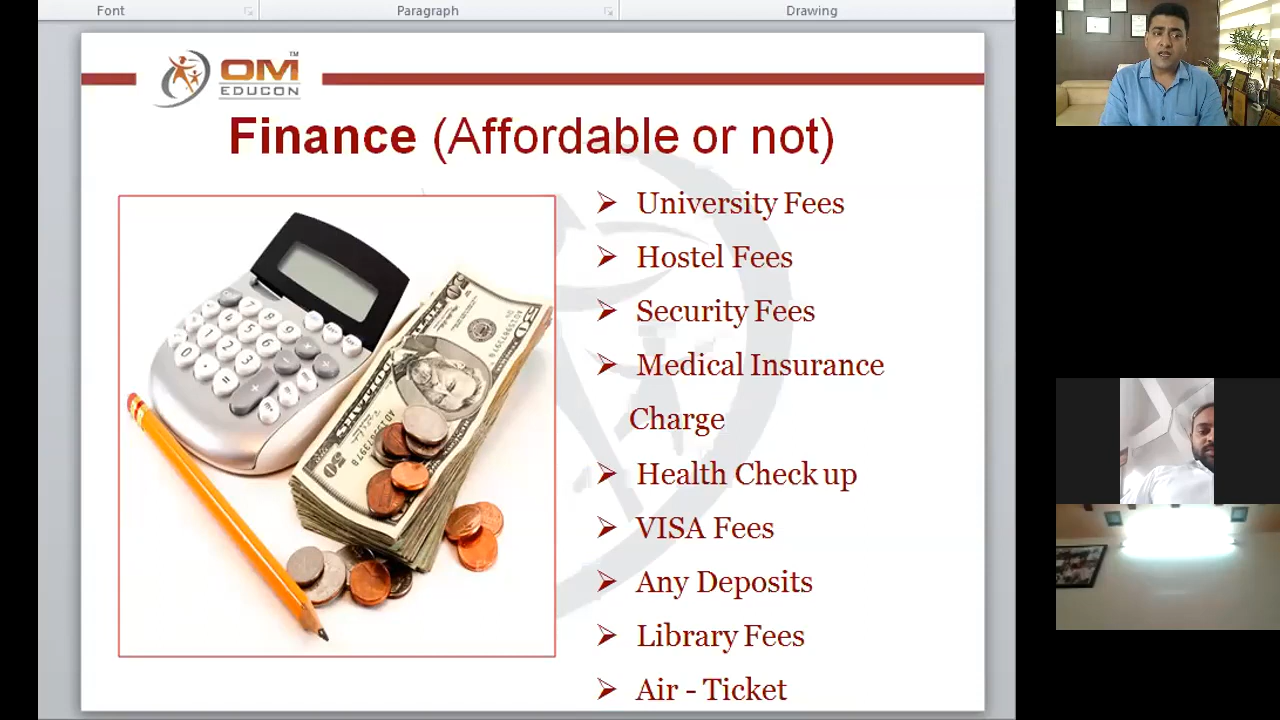 Font
Paragraph
Drawing
OM™
EDUCON
Finance (Affordable or not)
➢ University Fees
➢ Hostel Fees
➢ Security Fees
➢ Medical Insurance
Charge
➢ Health Check up
➢ VISA Fees
➢ Any Deposits
➢ Library Fees
➢ Air - Ticket